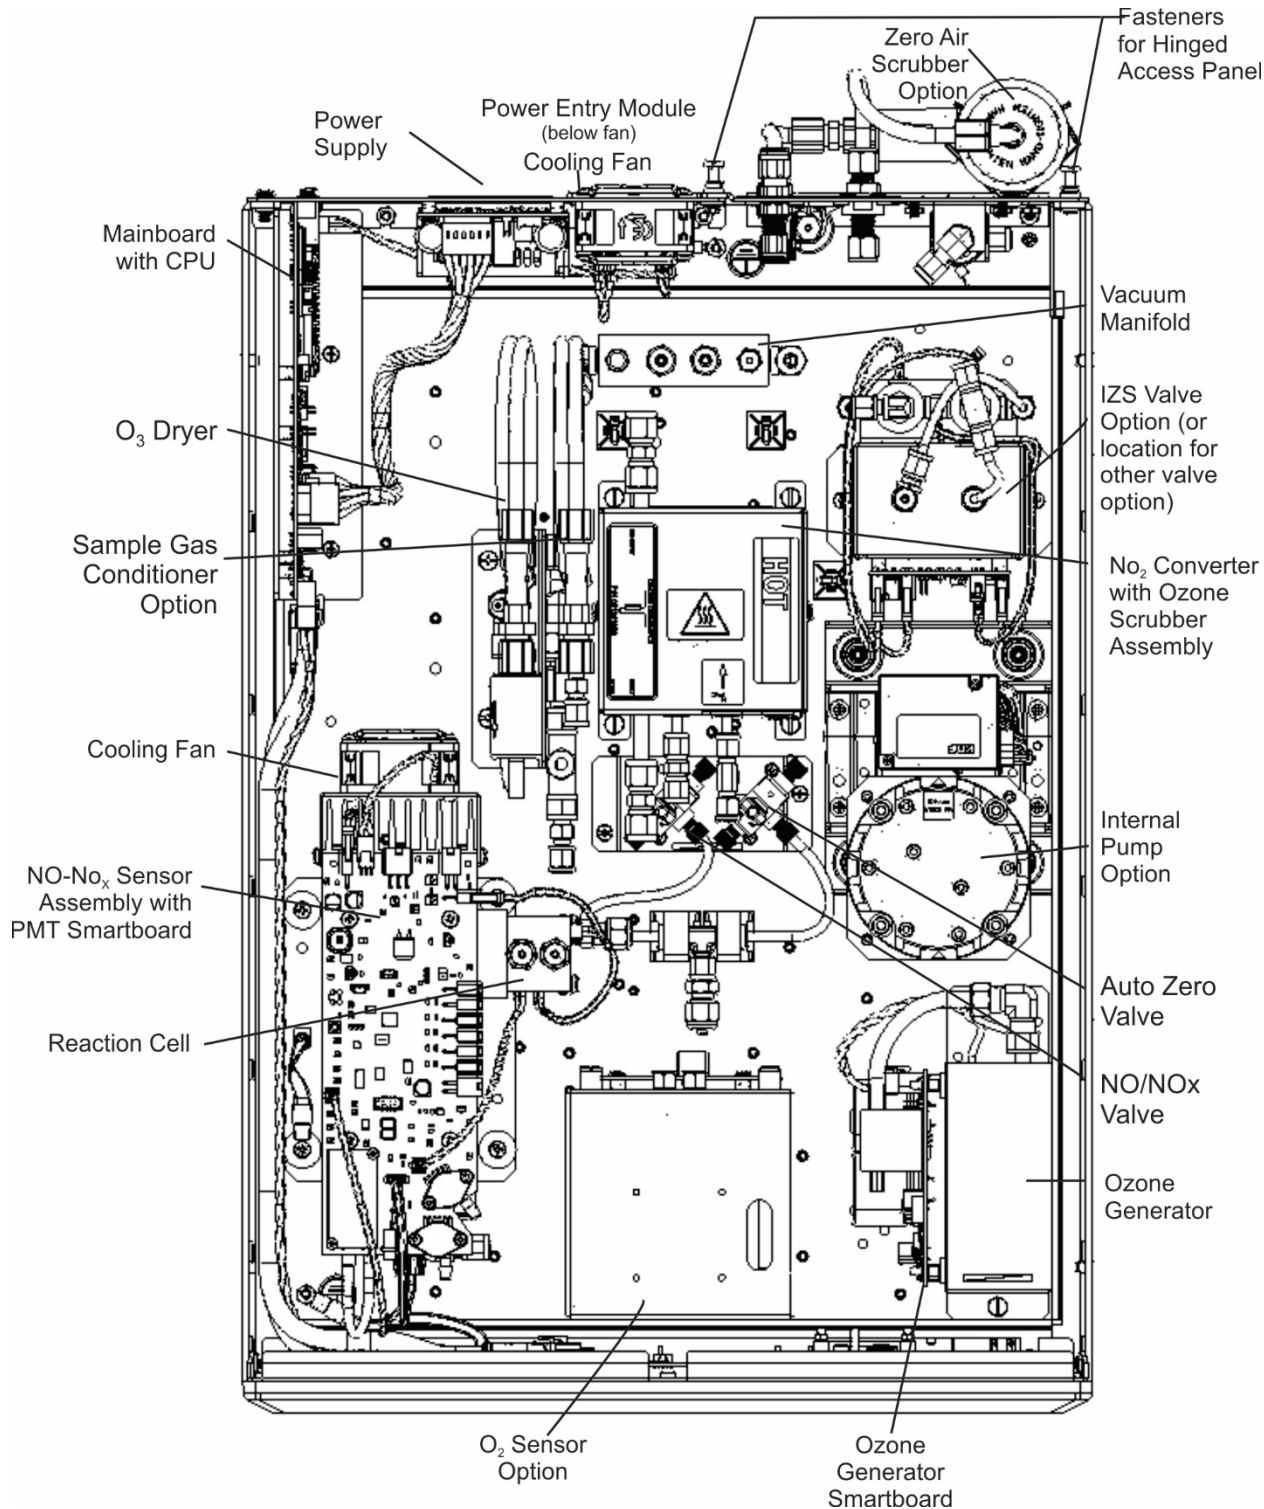 Fasteners
for Hinged
Access Panel
Zero Air
Scrubber
Option
Power Entry Module
(below fan)
Cooling Fan
Power
Supply
Mainboard
with CPU
Vacuum
Manifold
IZS Valve
Option (or
location for
other valve
option)
O₃ Dryer
Sample Gas
Conditioner
Option
HOT
No₂ Converter
with Ozone
Scrubber
Assembly
Cooling Fan
Internal
Pump
Option
NO-Noₓ Sensor
Assembly with
PMT Smartboard
Auto Zero
Valve
Reaction Cell
NO/NOx
Valve
Ozone
Generator
O₂ Sensor
Option
Ozone
Generator
Smartboard